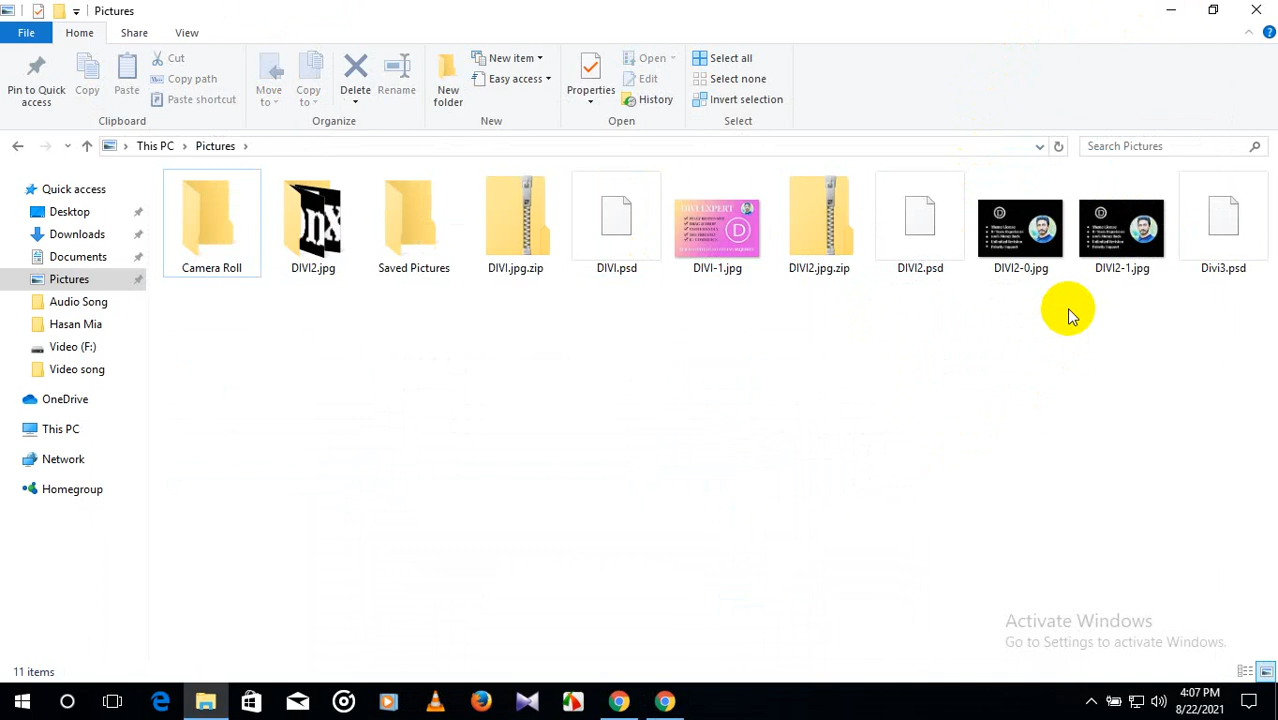 Pictures
File Home Share View
Pin to Quick access
Copy
Paste
Cut
Copy path
Paste shortcut
Clipboard
Move to
Copy to
Delete
Rename
Organize
New folder
New item
Easy access
New
Properties
Open
Edit
History
Open
Select all
Select none
Invert selection
Select
This PC Pictures
Search Pictures
Quick access
Desktop
Downloads
Documents
Pictures
Audio Song
Hasan Mia
Video (F:)
Video song
OneDrive
This PC
Network
Homegroup
Camera Roll
DIVI2.jpg
Saved Pictures
DIVI.jpg.zip
DIVI.psd
DIVI EXPERT
D
DIVI-1.jpg
DIVI2.jpg.zip
DIVI2.psd
D
DIVI2-0.jpg
D
DIVI2-1.jpg
Divi3.psd
Activate Windows
Go to Settings to activate Windows.
11 items
4:07 PM
8/22/2021